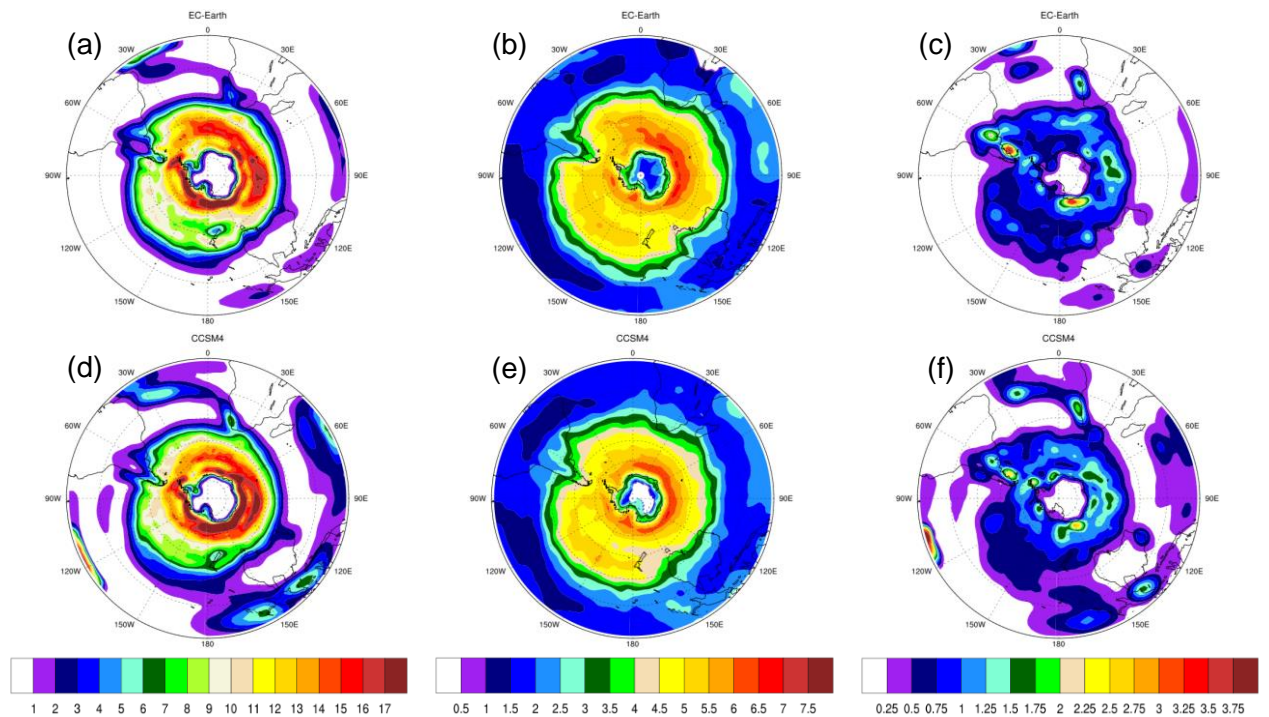 EC-Earth EC-Earth EC-Earth
(a) (b) (c)
0 0 0
30W 30E 30W 30E 30W 30E
60W 60E 60W 60E 60W 60E
90W 90E 90W 90E 90W 90E
120W 120E 120W 120E 120W 120E
150W 150E 150W 150E 150W 150E
180 180 180
CCSM4 CCSM4 CCSM4
(d) (e) (f)
0 0 0
30W 30E 30W 30E 30W 30E
60W 60E 60W 60E 60W 60E
90W 90E 90W 90E 90W 90E
120W 120E 120W 120E 120W 120E
150W 150E 150W 150E 150W 150E
180 180 180
1 2 3 4 5 6 7 8 9 10 11 12 13 14 15 16 17
0.5 1 1.5 2 2.5 3 3.5 4 4.5 5 5.5 6 6.5 7 7.5
0.25 0.5 0.75 1 1.25 1.5 1.75 2 2.25 2.5 2.75 3 3.25 3.5 3.75